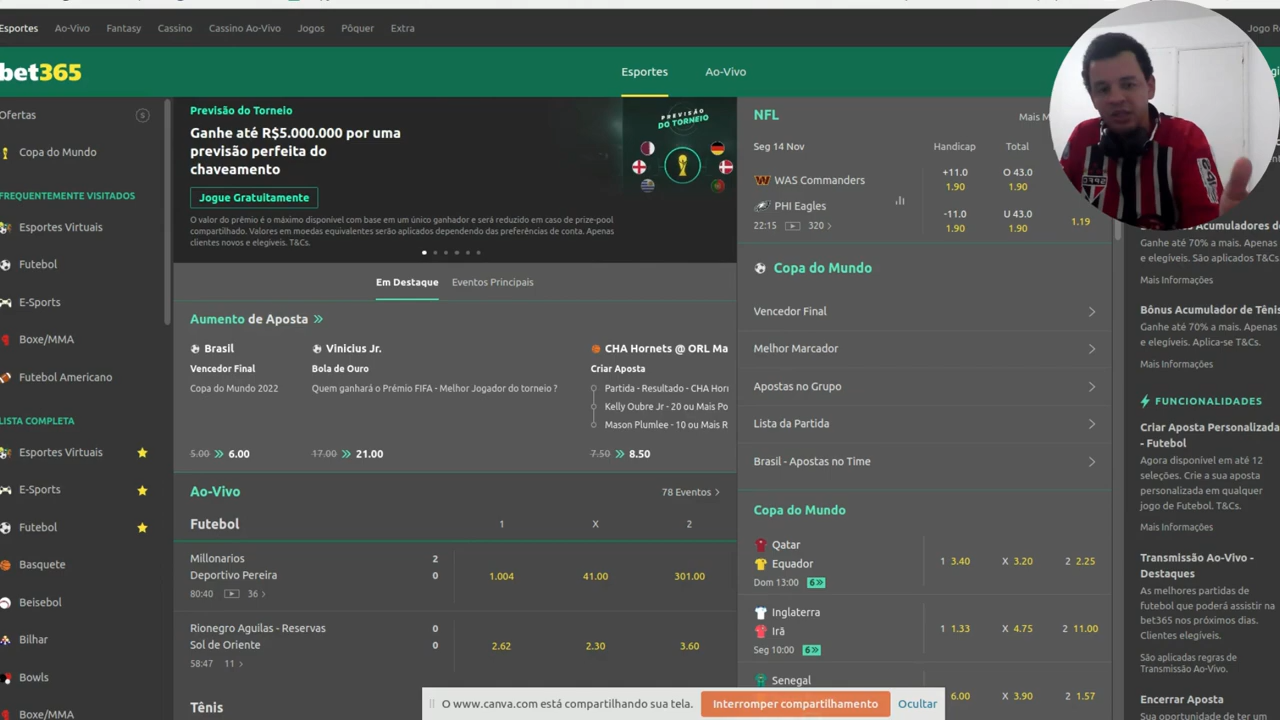 Esportes
Ao-Vivo
Fantasy
Cassino
Cassino Ao-Vivo
Jogos
Pôquer
Extra
bet365
Esportes
Ao-Vivo
Ofertas
Copa do Mundo
FREQUENTEMENTE VISITADOS
Esportes Virtuais
Futebol
E-Sports
Boxe/MMA
Futebol Americano
LISTA COMPLETA
Esportes Virtuais
E-Sports
Futebol
Basquete
Beisebol
Bilhar
Bowls
Boxe/MMA
Previsão do Torneio
Ganhe até R$5.000.000 por uma
previsão perfeita do
chaveamento
Jogue Gratuitamente
O valor do prêmio é o máximo disponível com base em um único ganhador e será reduzido em caso de prize-pool
compartilhado. Valores em moedas equivalentes serão aplicados dependendo das preferências de conta. Apenas
clientes novos e elegíveis. T&Cs.
PREVISÃO
DO TORNEIO
Em Destaque
Eventos Principais
Aumento de Aposta
Brasil
Vencedor Final
Copa do Mundo 2022
5.00 6.00
Vinicius Jr.
Bola de Ouro
Quem ganhará o Prémio FIFA - Melhor Jogador do torneio ?
17.00 21.00
CHA Hornets @ ORL Ma
Criar Aposta
Partida - Resultado - CHA Horn
Kelly Oubre Jr - 20 ou Mais Po
Mason Plumlee - 10 ou Mais R
7.50 8.50
Ao-Vivo
78 Eventos
Futebol 1 X 2
Millonarios 2
Deportivo Pereira 0
80:40 36
1.004 41.00 301.00
Rionegro Aguilas - Reservas 0
Sol de Oriente 0
58:47 11
2.62 2.30 3.60
Tênis
NFL
Seg 14 Nov Handicap Total
WAS Commanders
PHI Eagles
22:15 320
+11.0 O 43.0
1.90 1.90
-11.0 U 43.0
1.90 1.90
1.19
Copa do Mundo
Vencedor Final
Melhor Marcador
Apostas no Grupo
Lista da Partida
Brasil - Apostas no Time
Copa do Mundo
Qatar
Equador
Dom 13:00 6
1 3.40 X 3.20 2 2.25
Inglaterra
Irã
Seg 10:00 6
1 1.33 X 4.75 2 11.00
Senegal
6.00 X 3.90 2 1.57
Acumuladores de
Ganhe até 70% a mais. Apenas
e elegíveis. São aplicados T&Cs
Mais Informações
Bônus Acumulador de Tênis
Ganhe até 70% a mais. Apenas
e elegíveis. Aplica-se T&Cs.
Mais Informações
FUNCIONALIDADES
Criar Aposta Personalizada
- Futebol
Agora disponível em até 12
seleções. Crie a sua aposta
personalizada em qualquer
jogo de Futebol. T&Cs.
Mais Informações
Transmissão Ao-Vivo -
Destaques
As melhores partidas de
futebol que poderá assistir na
bet365 nos próximos dias.
Clientes elegíveis.
São aplicados regras de
Transmissão Ao-Vivo.
Encerrar Aposta
O www.canva.com está compartilhando sua tela.
Interromper compartilhamento
Ocultar